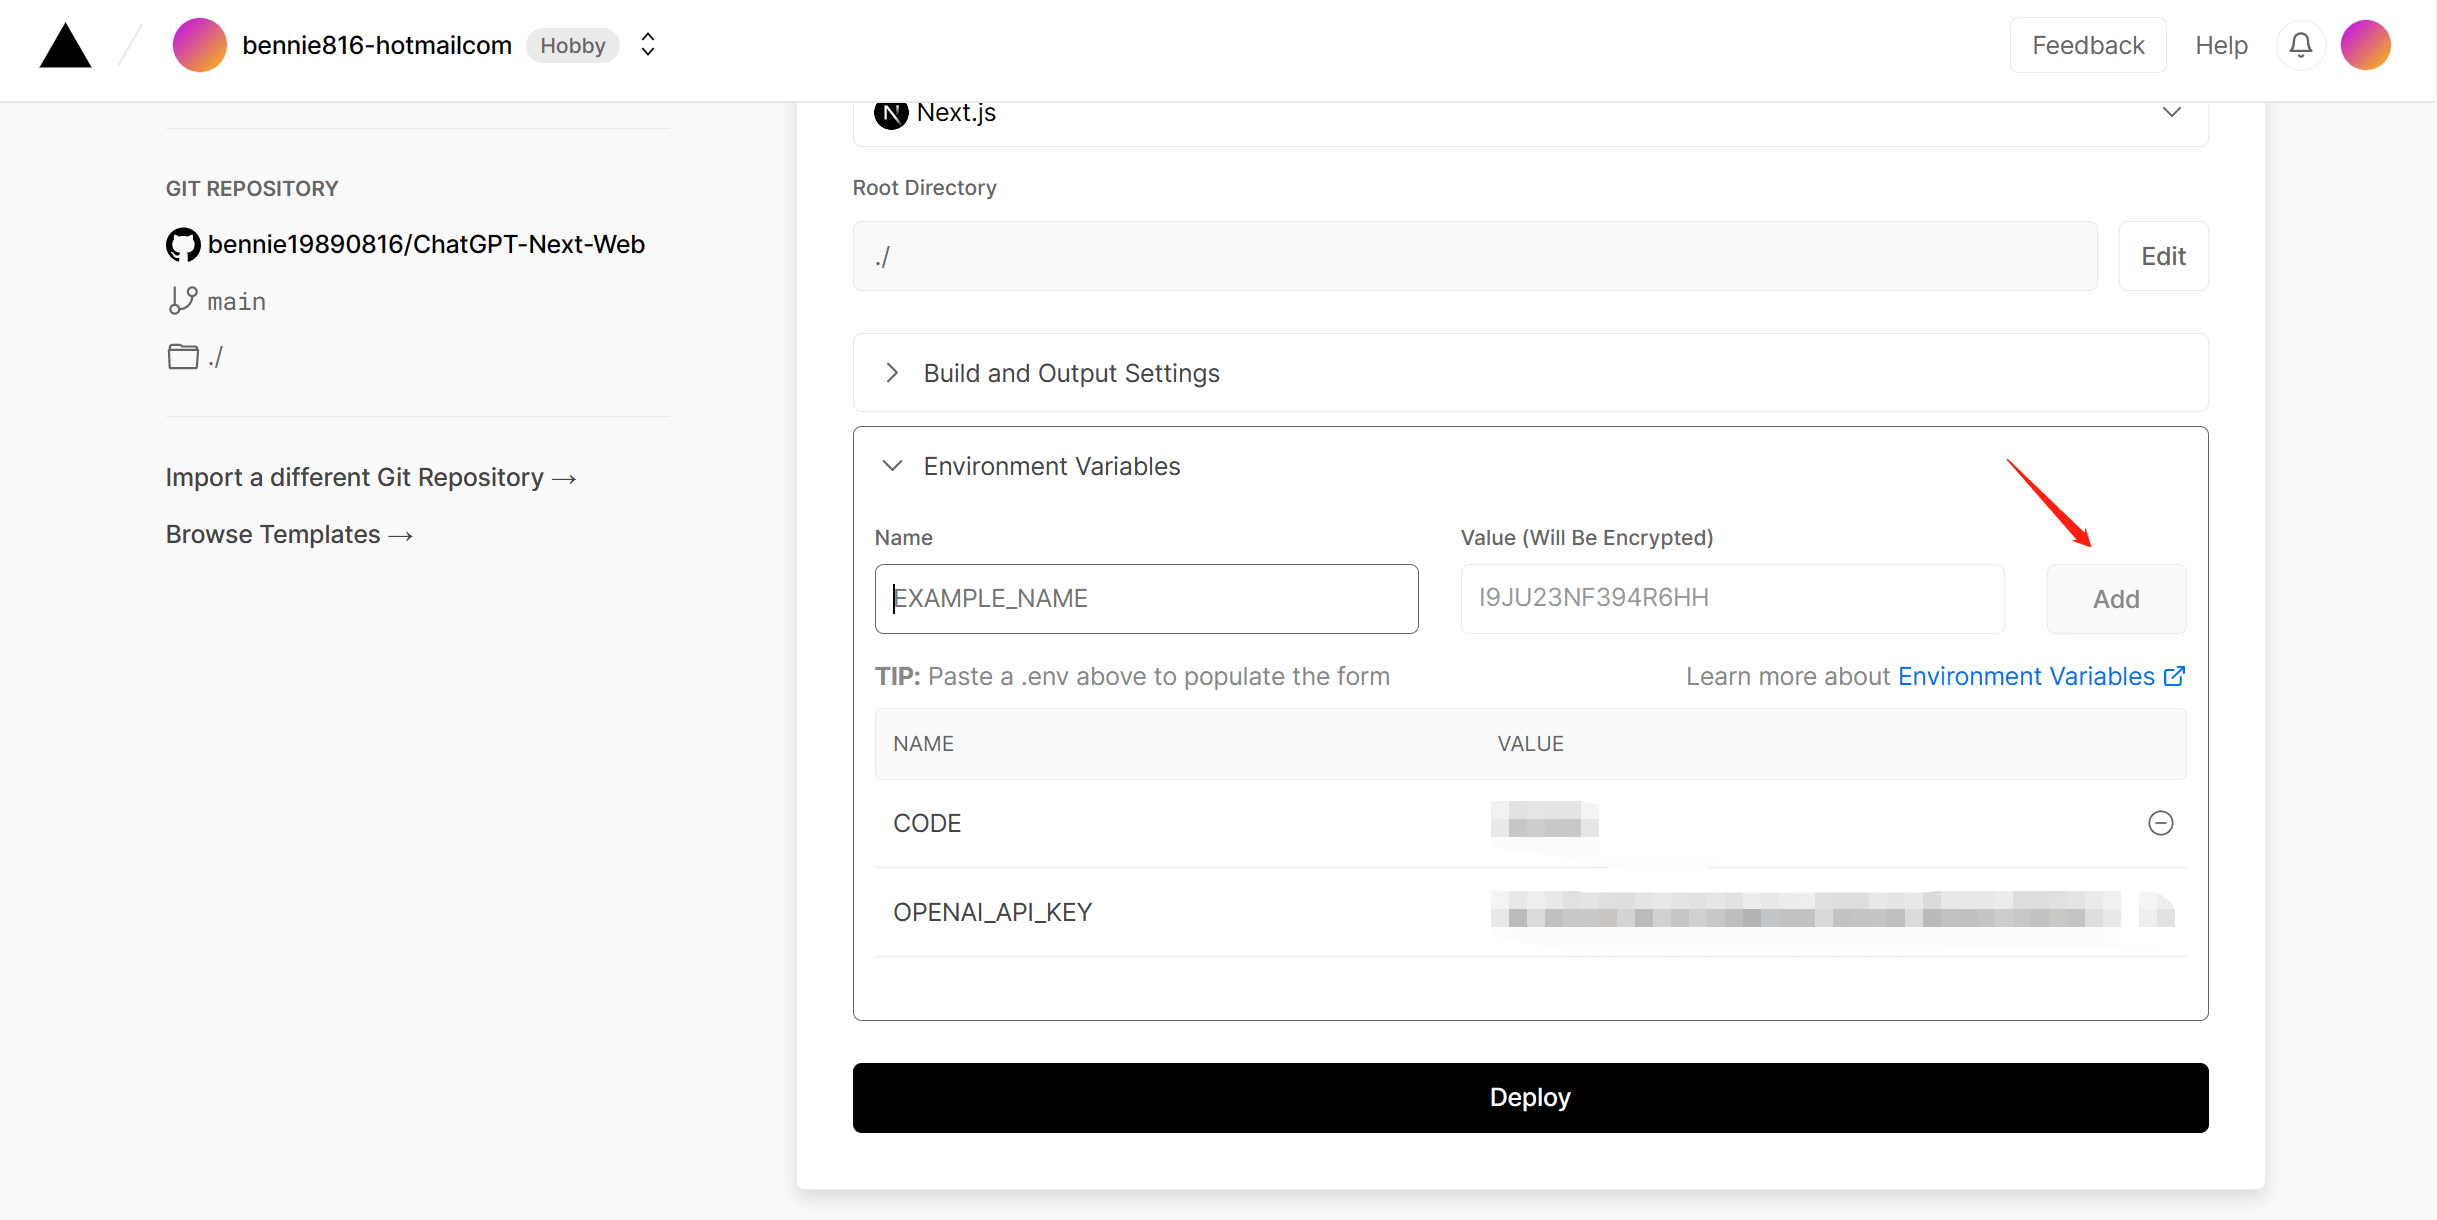 bennie816-hotmailcom Hobby
Feedback Help
Next.js
GIT REPOSITORY
bennie19890816/ChatGPT-Next-Web
main
./
Import a different Git Repository →
Browse Templates →
Root Directory
./ Edit
Build and Output Settings
Environment Variables
Name Value (Will Be Encrypted)
EXAMPLE_NAME I9JU23NF394R6HH Add
TIP: Paste a .env above to populate the form Learn more about Environment Variables
NAME VALUE
CODE
OPENAI_API_KEY
Deploy